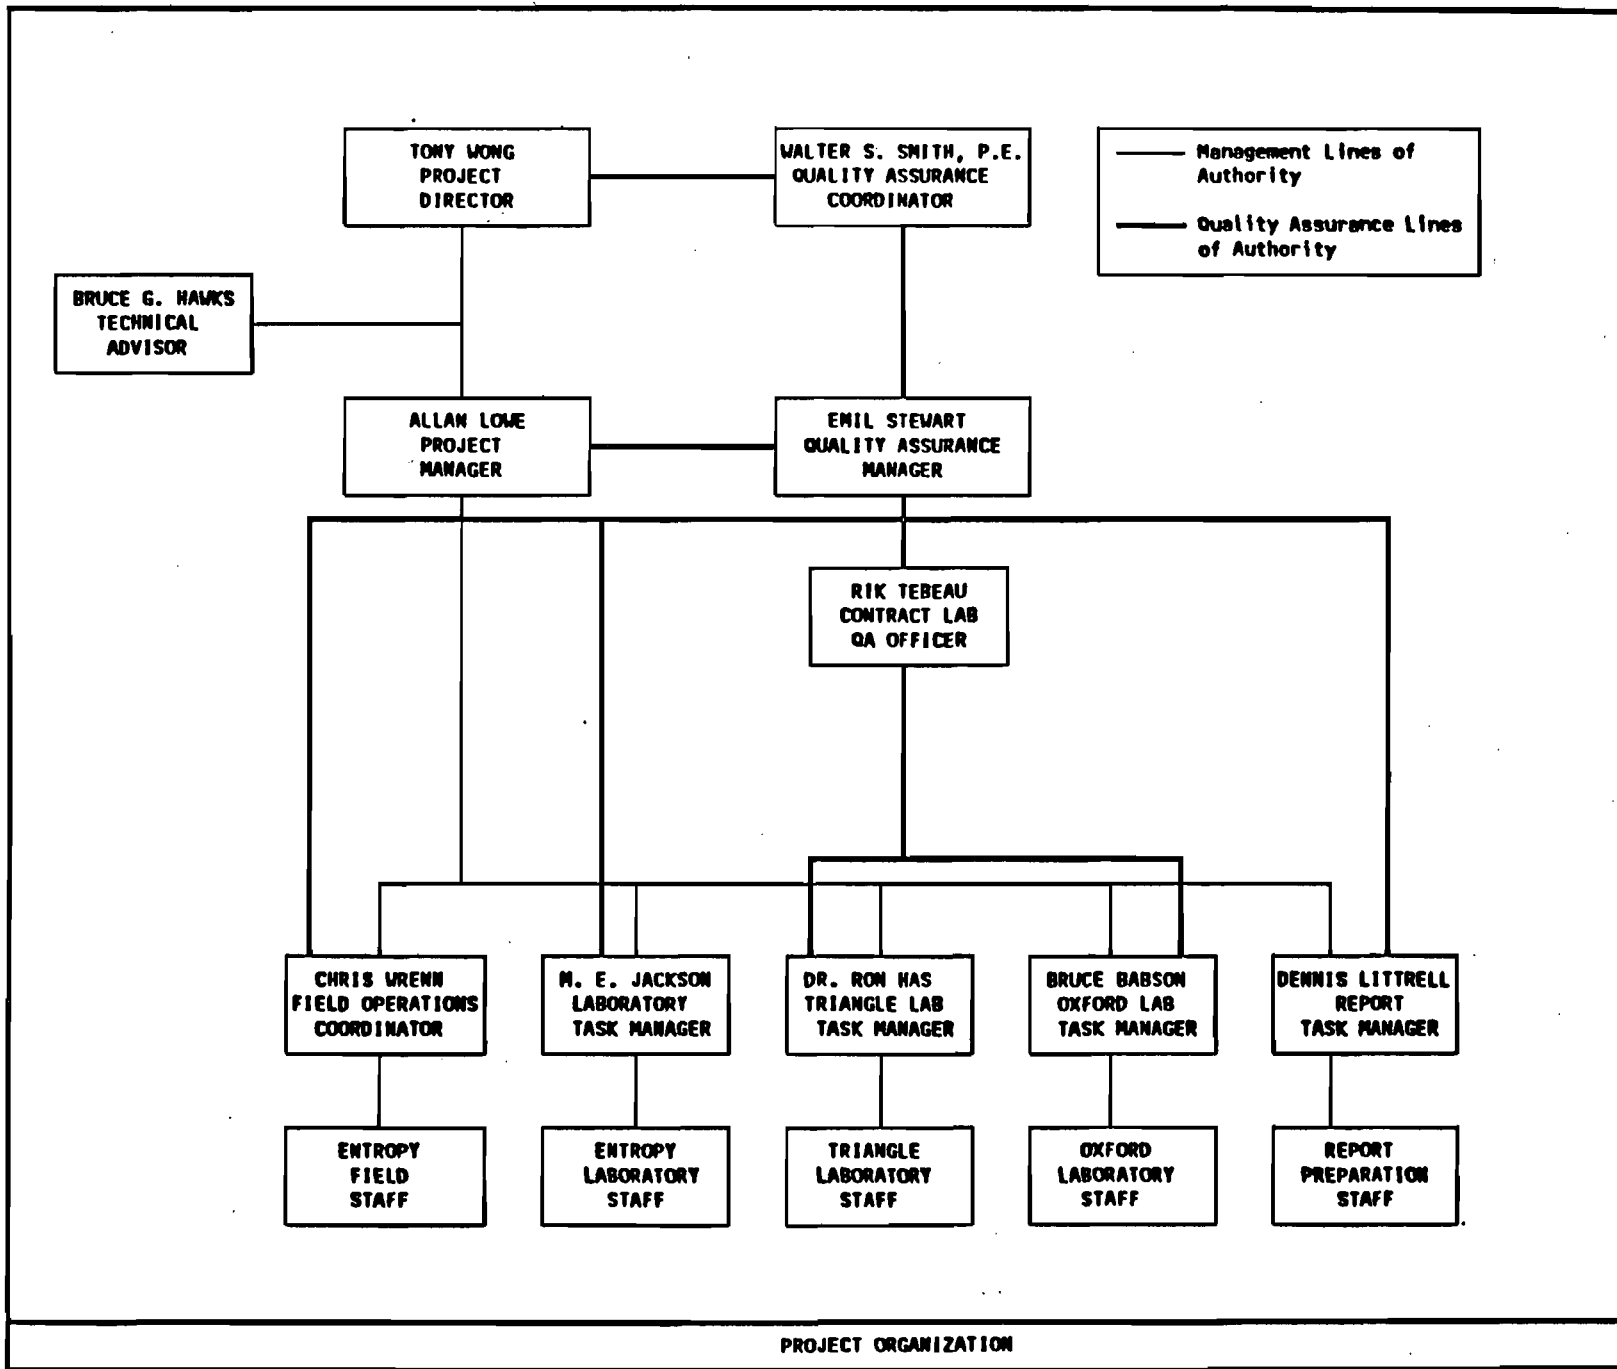 TONY WONG
PROJECT
DIRECTOR
WALTER S. SMITH, P.E.
QUALITY ASSURANCE
COORDINATOR
Management Lines of
Authority
Quality Assurance Lines
of Authority
BRUCE G. HAWKS
TECHNICAL
ADVISOR
ALLAN LOWE
PROJECT
MANAGER
EMIL STEWART
QUALITY ASSURANCE
MANAGER
RIK TEBEAU
CONTRACT LAB
QA OFFICER
CHRIS WRENN
FIELD OPERATIONS
COORDINATOR
M. E. JACKSON
LABORATORY
TASK MANAGER
DR. RON HAS
TRIANGLE LAB
TASK MANAGER
BRUCE BABSON
OXFORD LAB
TASK MANAGER
DENNIS LITTRELL
REPORT
TASK MANAGER
ENTROPY
FIELD
STAFF
ENTROPY
LABORATORY
STAFF
TRIANGLE
LABORATORY
STAFF
OXFORD
LABORATORY
STAFF
REPORT
PREPARATION
STAFF
PROJECT ORGANIZATION